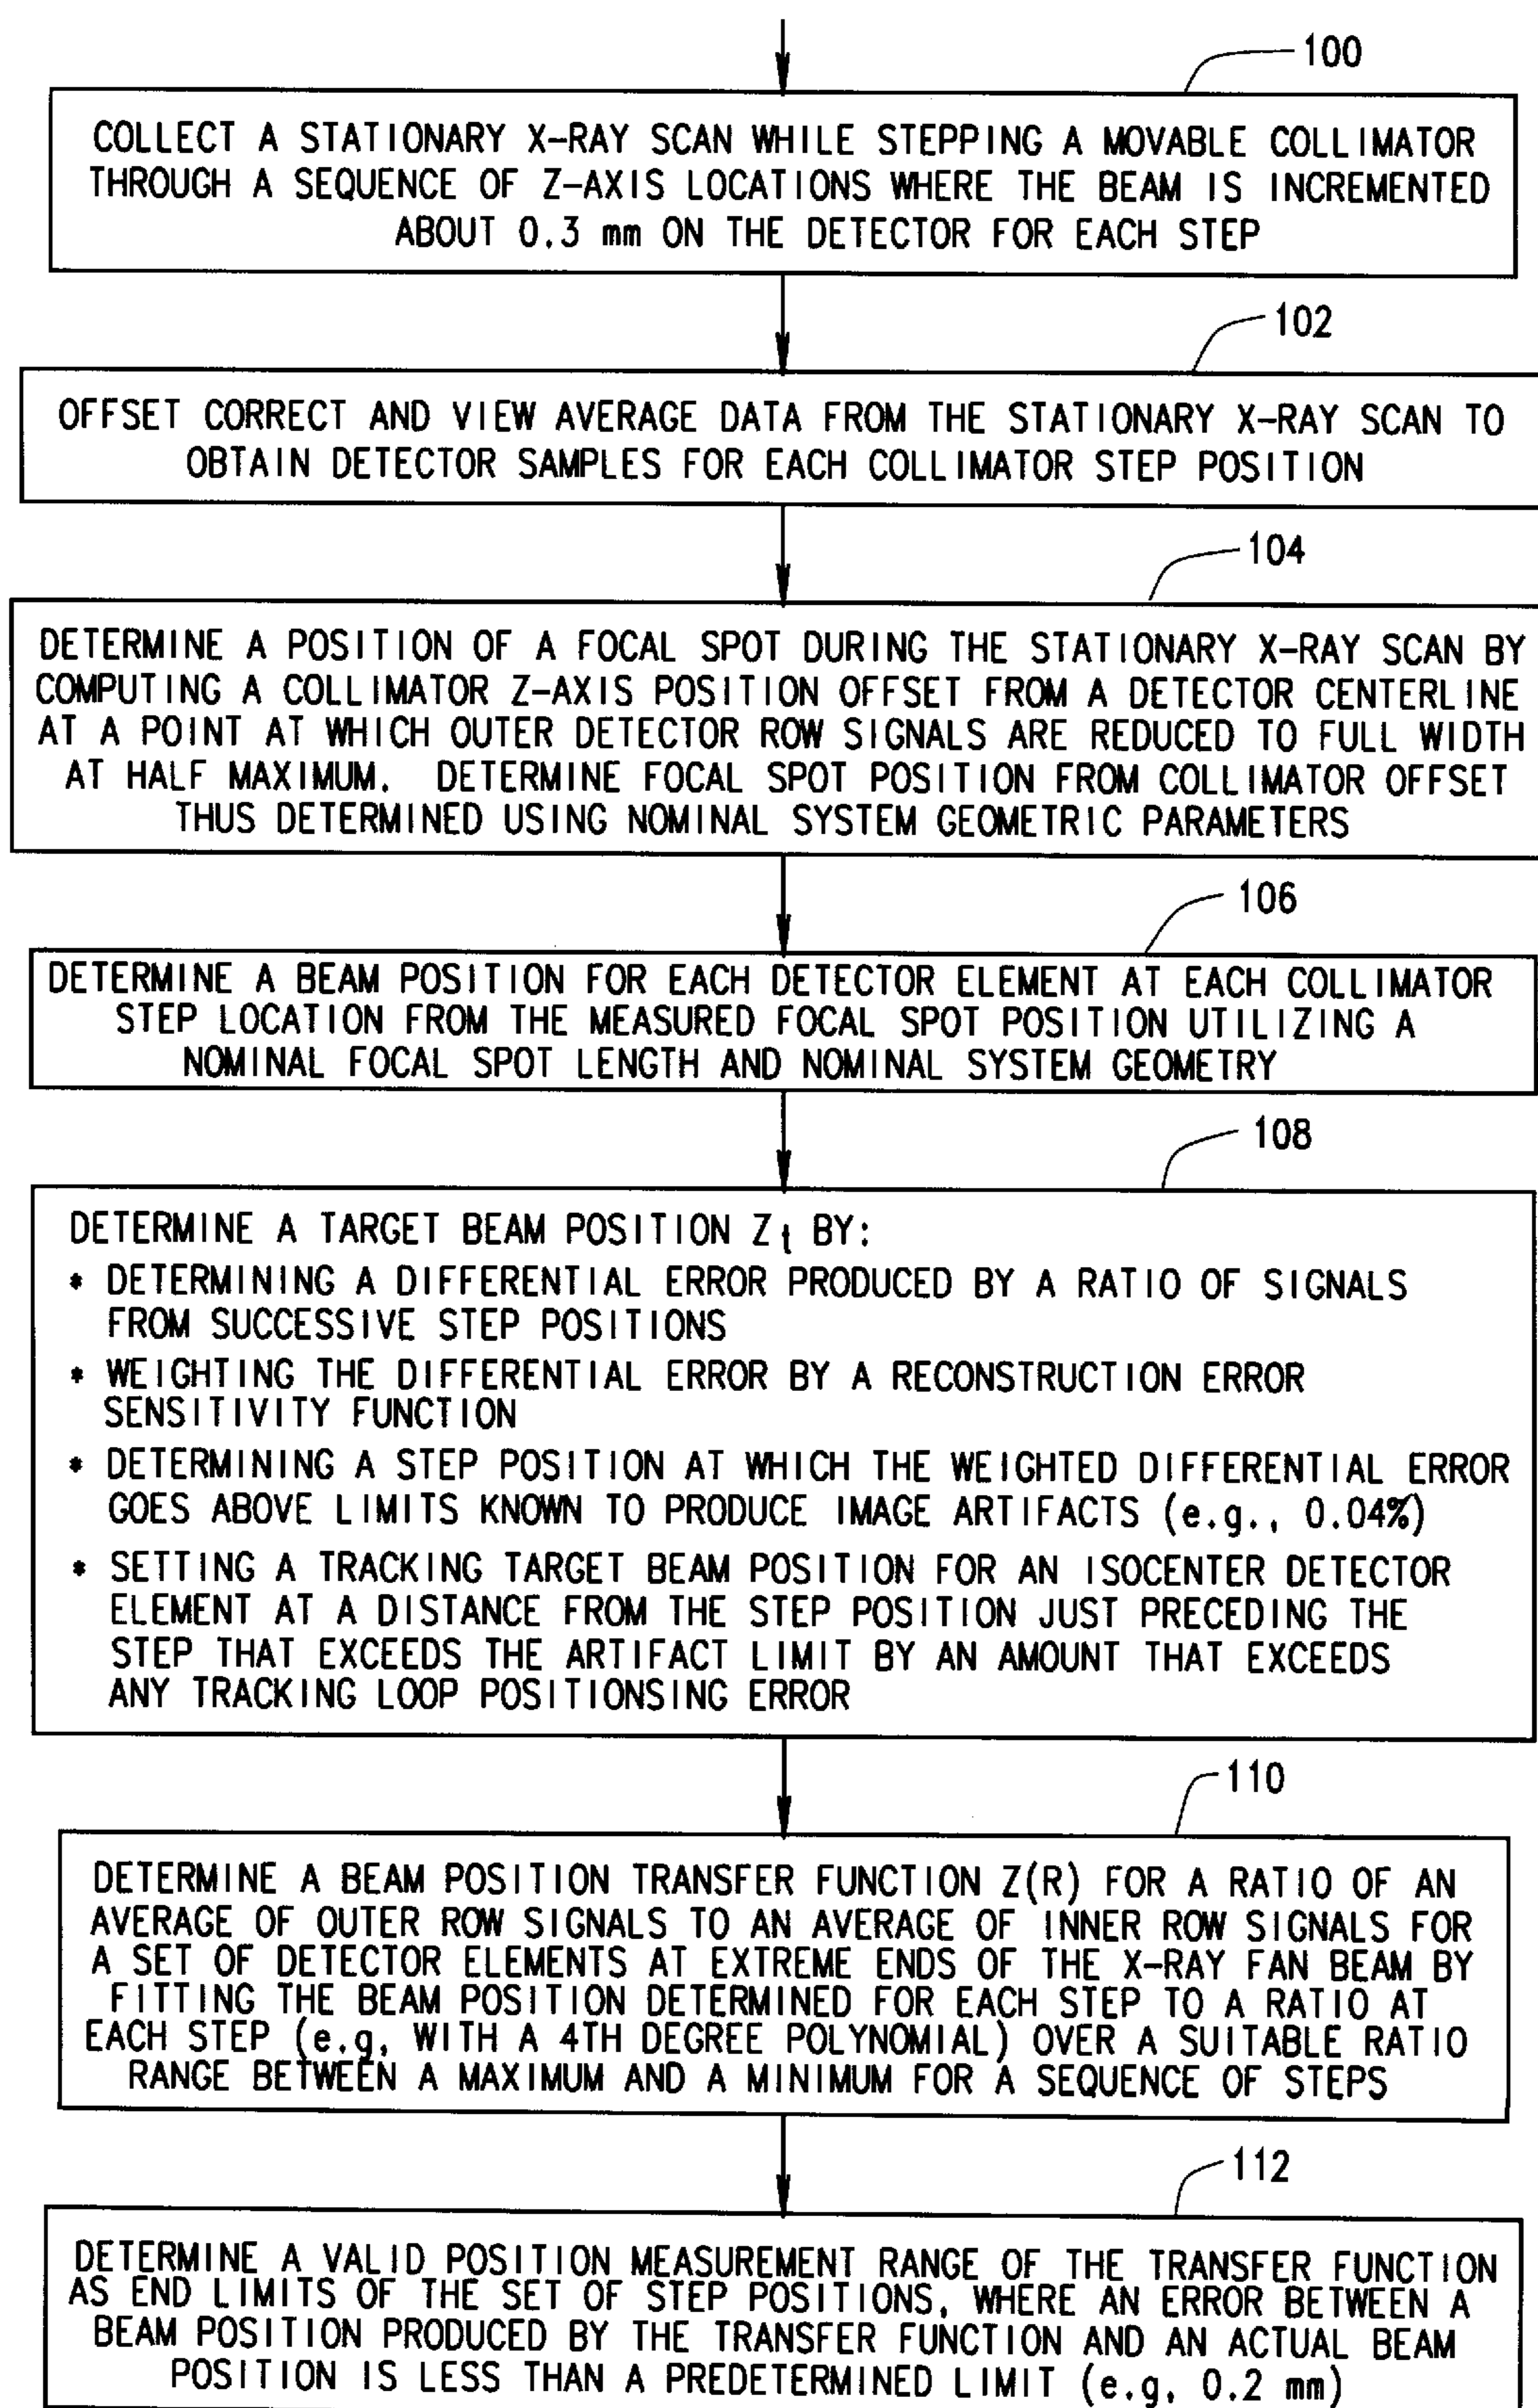 100
COLLECT A STATIONARY X-RAY SCAN WHILE STEPPING A MOVABLE COLLIMATOR
THROUGH A SEQUENCE OF Z-AXIS LOCATIONS WHERE THE BEAM IS INCREMENTED
ABOUT 0.3 mm ON THE DETECTOR FOR EACH STEP
102
OFFSET CORRECT AND VIEW AVERAGE DATA FROM THE STATIONARY X-RAY SCAN TO
OBTAIN DETECTOR SAMPLES FOR EACH COLLIMATOR STEP POSITION
104
DETERMINE A POSITION OF A FOCAL SPOT DURING THE STATIONARY X-RAY SCAN BY
COMPUTING A COLLIMATOR Z-AXIS POSITION OFFSET FROM A DETECTOR CENTERLINE
AT A POINT AT WHICH OUTER DETECTOR ROW SIGNALS ARE REDUCED TO FULL WIDTH
AT HALF MAXIMUM. DETERMINE FOCAL SPOT POSITION FROM COLLIMATOR OFFSET
THUS DETERMINED USING NOMINAL SYSTEM GEOMETRIC PARAMETERS
106
DETERMINE A BEAM POSITION FOR EACH DETECTOR ELEMENT AT EACH COLLIMATOR
STEP LOCATION FROM THE MEASURED FOCAL SPOT POSITION UTILIZING A
NOMINAL FOCAL SPOT LENGTH AND NOMINAL SYSTEM GEOMETRY
108
DETERMINE A TARGET BEAM POSITION Zt BY:
* DETERMINING A DIFFERENTIAL ERROR PRODUCED BY A RATIO OF SIGNALS
FROM SUCCESSIVE STEP POSITIONS
* WEIGHTING THE DIFFERENTIAL ERROR BY A RECONSTRUCTION ERROR
SENSITIVITY FUNCTION
* DETERMINING A STEP POSITION AT WHICH THE WEIGHTED DIFFERENTIAL ERROR
GOES ABOVE LIMITS KNOWN TO PRODUCE IMAGE ARTIFACTS (e.g., 0.04%)
* SETTING A TRACKING TARGET BEAM POSITION FOR AN ISOCENTER DETECTOR
ELEMENT AT A DISTANCE FROM THE STEP POSITION JUST PRECEDING THE
STEP THAT EXCEEDS THE ARTIFACT LIMIT BY AN AMOUNT THAT EXCEEDS
ANY TRACKING LOOP POSITIONSING ERROR
110
DETERMINE A BEAM POSITION TRANSFER FUNCTION Z(R) FOR A RATIO OF AN
AVERAGE OF OUTER ROW SIGNALS TO AN AVERAGE OF INNER ROW SIGNALS FOR
A SET OF DETECTOR ELEMENTS AT EXTREME ENDS OF THE X-RAY FAN BEAM BY
FITTING THE BEAM POSITION DETERMINED FOR EACH STEP TO A RATIO AT
EACH STEP (e.g. WITH A 4TH DEGREE POLYNOMIAL) OVER A SUITABLE RATIO
RANGE BETWEEN A MAXIMUM AND A MINIMUM FOR A SEQUENCE OF STEPS
112
DETERMINE A VALID POSITION MEASUREMENT RANGE OF THE TRANSFER FUNCTION
AS END LIMITS OF THE SET OF STEP POSITIONS, WHERE AN ERROR BETWEEN A
BEAM POSITION PRODUCED BY THE TRANSFER FUNCTION AND AN ACTUAL BEAM
POSITION IS LESS THAN A PREDETERMINED LIMIT (e.g. 0.2 mm)